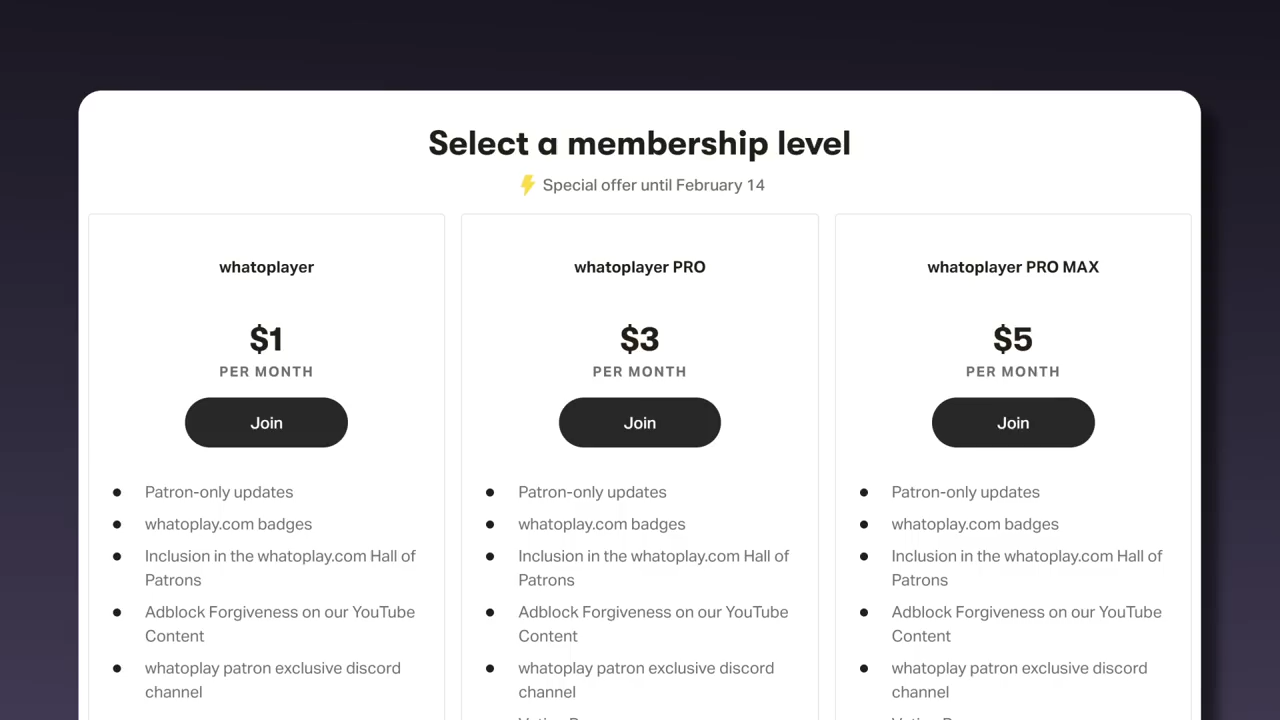 Select a membership level
Special offer until February 14
whatoplayer
$1
PER MONTH
Join
Patron-only updates
whatoplay.com badges
Inclusion in the whatoplay.com Hall of
Patrons
Adblock Forgiveness on our YouTube
Content
whatoplay patron exclusive discord
channel
whatoplayer PRO
$3
PER MONTH
Join
Patron-only updates
whatoplay.com badges
Inclusion in the whatoplay.com Hall of
Patrons
Adblock Forgiveness on our YouTube
Content
whatoplay patron exclusive discord
channel
whatoplayer PRO MAX
$5
PER MONTH
Join
Patron-only updates
whatoplay.com badges
Inclusion in the whatoplay.com Hall of
Patrons
Adblock Forgiveness on our YouTube
Content
whatoplay patron exclusive discord
channel